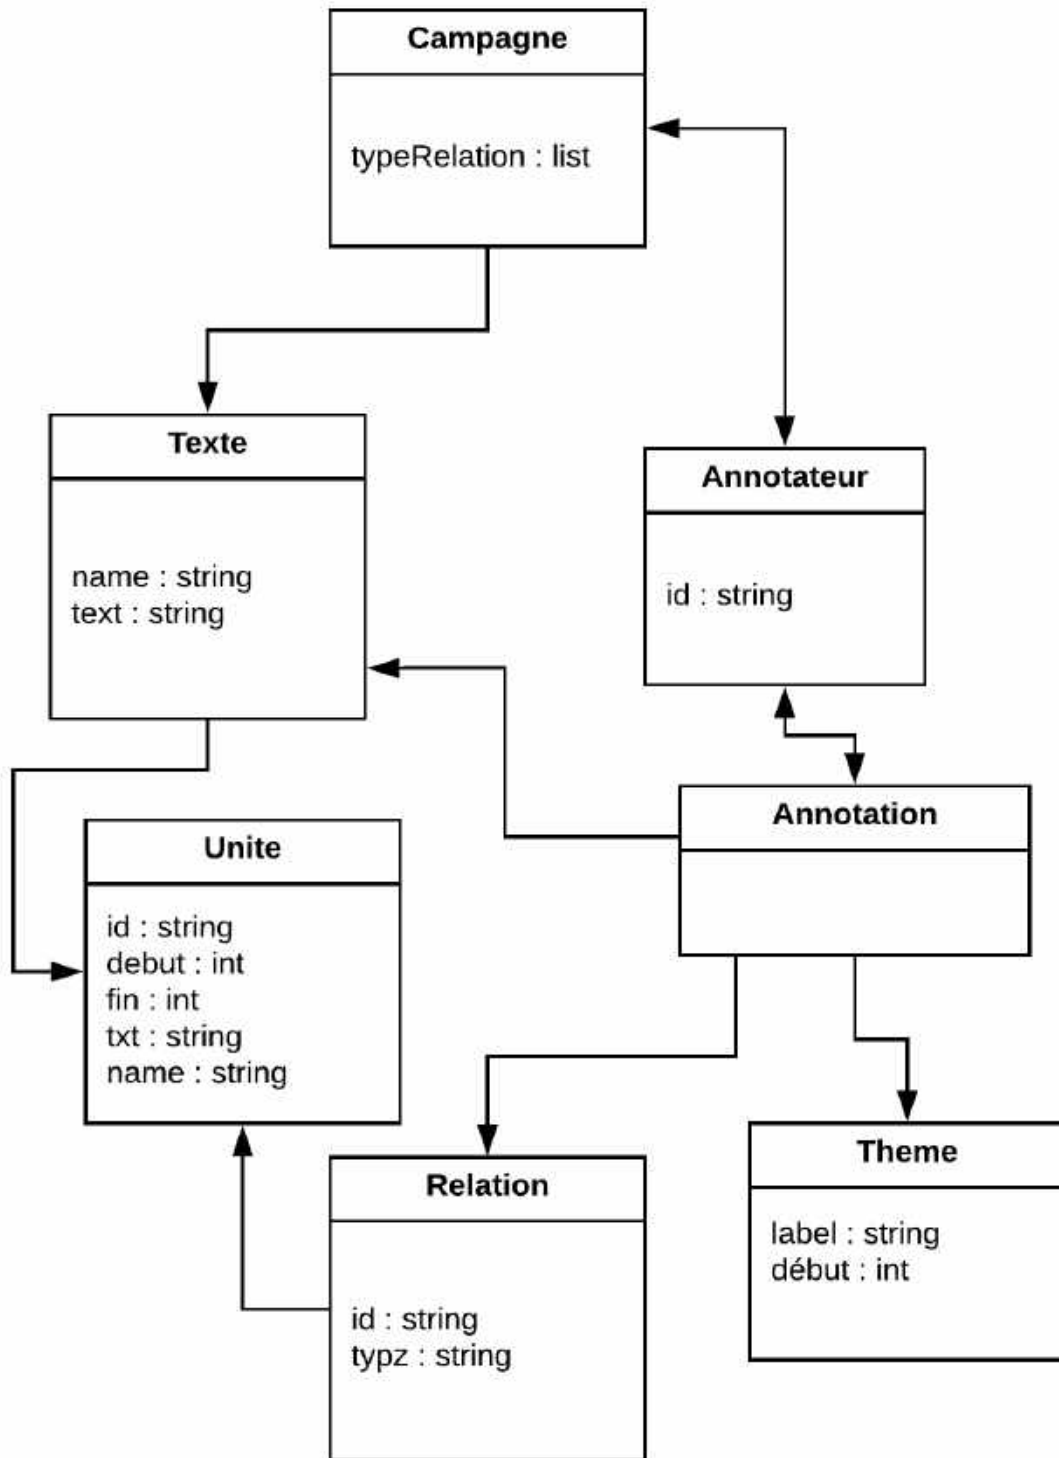 Campagne
typeRelation : list
Texte
name : string
text : string
Annotateur
id : string
Annotation
Unite
id : string
debut : int
fin : int
txt : string
name : string
Relation
id : string
typz : string
Theme
label : string
début : int